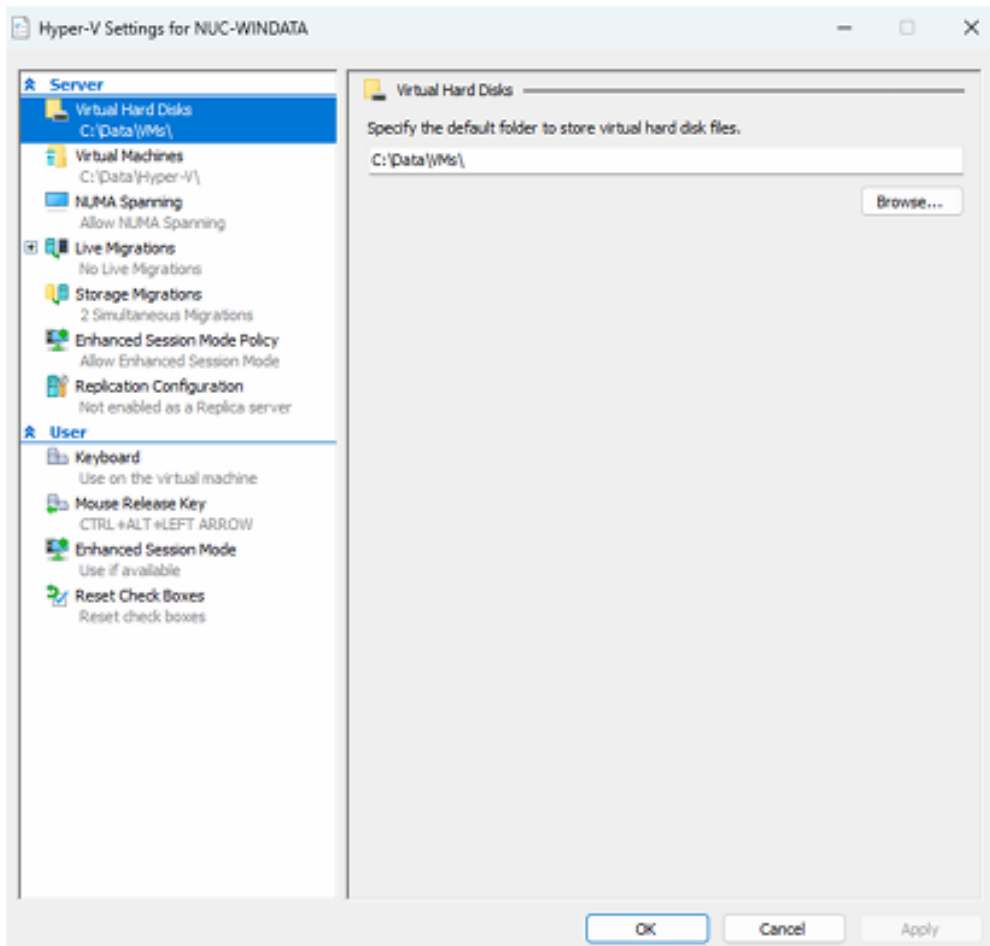 Hyper-V Settings for NUC-WINDATA
Server
Virtual Hard Disks
C:\Data\VMs\
Virtual Machines
C:\Data\Hyper-V\
NUMA Spanning
Allow NUMA Spanning
Live Migrations
No Live Migrations
Storage Migrations
2 Simultaneous Migrations
Enhanced Session Mode Policy
Allow Enhanced Session Mode
Replication Configuration
Not enabled as a Replica server
User
Keyboard
Use on the virtual machine
Mouse Release Key
CTRL+ALT+LEFT ARROW
Enhanced Session Mode
Use if available
Reset Check Boxes
Reset check boxes
Virtual Hard Disks
Specify the default folder to store virtual hard disk files.
C:\Data\VMs\
Browse...
OK Cancel Apply